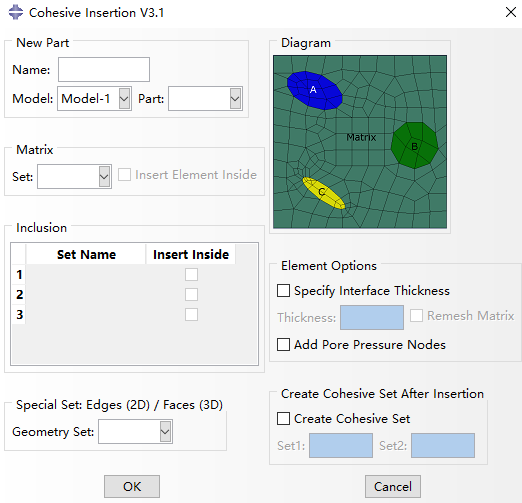 Cohesive Insertion V3.1
New Part
Name:
Model: Model-1 Part:
Matrix
Set: Insert Element Inside
Inclusion
Set Name Insert Inside
1
2
3
Special Set: Edges (2D) / Faces (3D)
Geometry Set:
OK
Diagram
A
Matrix
B
C
Element Options
Specify Interface Thickness
Thickness: Remesh Matrix
Add Pore Pressure Nodes
Create Cohesive Set After Insertion
Create Cohesive Set
Set1: Set2:
Cancel